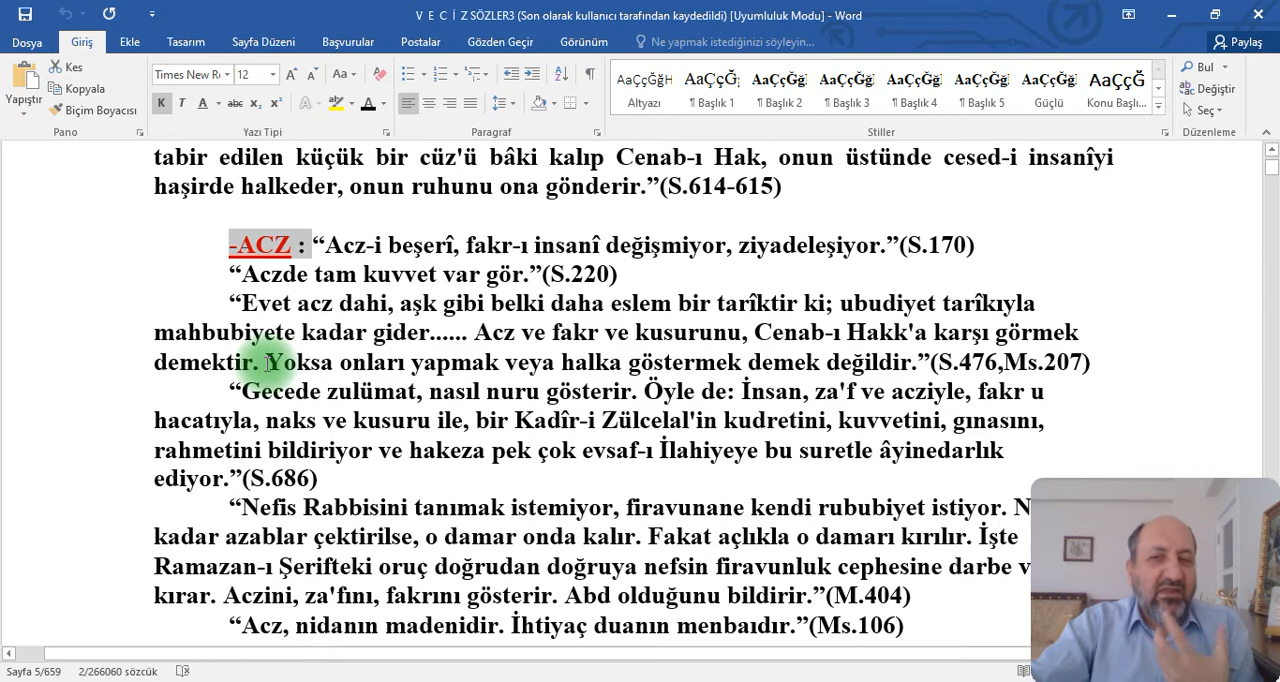 V E C İ Z SÖZLER3 (Son olarak kullanıcı tarafından kaydedildi) [Uyumluluk Modu] - Word
Dosya Giriş Ekle Tasarım Sayfa Düzeni Başvurular Postalar Gözden Geçir Görünüm Ne yapmak istediğinizi söyleyin... Paylaş
Yapıştır Kes Kopyala Biçim Boyacısı
Times New Ro 12 Aa
K T A abc x₂ x² A A
AaÇçĞğH AaÇçĞ AaÇçĞğ AaÇçĞğ AaÇçĞğ AaÇçĞğ AaÇçĞğ AaÇçĞ
Altyazı ¶ Başlık 1 ¶ Başlık 2 ¶ Başlık 3 ¶ Başlık 4 ¶ Başlık 5 Güçlü Konu Başlı...
Bul Değiştir Seç
Pano Yazı Tipi Paragraf Stiller Düzenleme
tabir edilen küçük bir cüz'ü bâki kalıp Cenab-ı Hak, onun üstünde cesed-i insanîyi
haşirde halkeder, onun ruhunu ona gönderir.”(S.614-615)
-ACZ : “Acz-i beşerî, fakr-ı insanî değişmiyor, ziyadeleşiyor.”(S.170)
“Aczde tam kuvvet var gör.”(S.220)
“Evet acz dahi, aşk gibi belki daha eslem bir tarîktir ki; ubudiyet tarîkıyla
mahbubiyete kadar gider...... Acz ve fakr ve kusurunu, Cenab-ı Hakk'a karşı görmek
demektir. Yoksa onları yapmak veya halka göstermek demek değildir.”(S.476,Ms.207)
“Gecede zulümat, nasıl nuru gösterir. Öyle de: İnsan, za'f ve acziyle, fakr u
hacatıyla, naks ve kusuru ile, bir Kadîr-i Zülcelal'in kudretini, kuvvetini, gınasını,
rahmetini bildiriyor ve hakeza pek çok evsaf-ı İlahiyeye bu suretle âyinedarlık
ediyor.”(S.686)
“Nefis Rabbisini tanımak istemiyor, firavunane kendi rububiyet istiyor. N
kadar azablar çektirilse, o damar onda kalır. Fakat açlıkla o damarı kırılır. İşte
Ramazan-ı Şerifteki oruç doğrudan doğruya nefsin firavunluk cephesine darbe v
kırar. Aczini, za'fını, fakrını gösterir. Abd olduğunu bildirir.”(M.404)
“Acz, nidanın madenidir. İhtiyaç duanın menbaıdır.”(Ms.106)
Sayfa 5/659 2/266060 sözcük